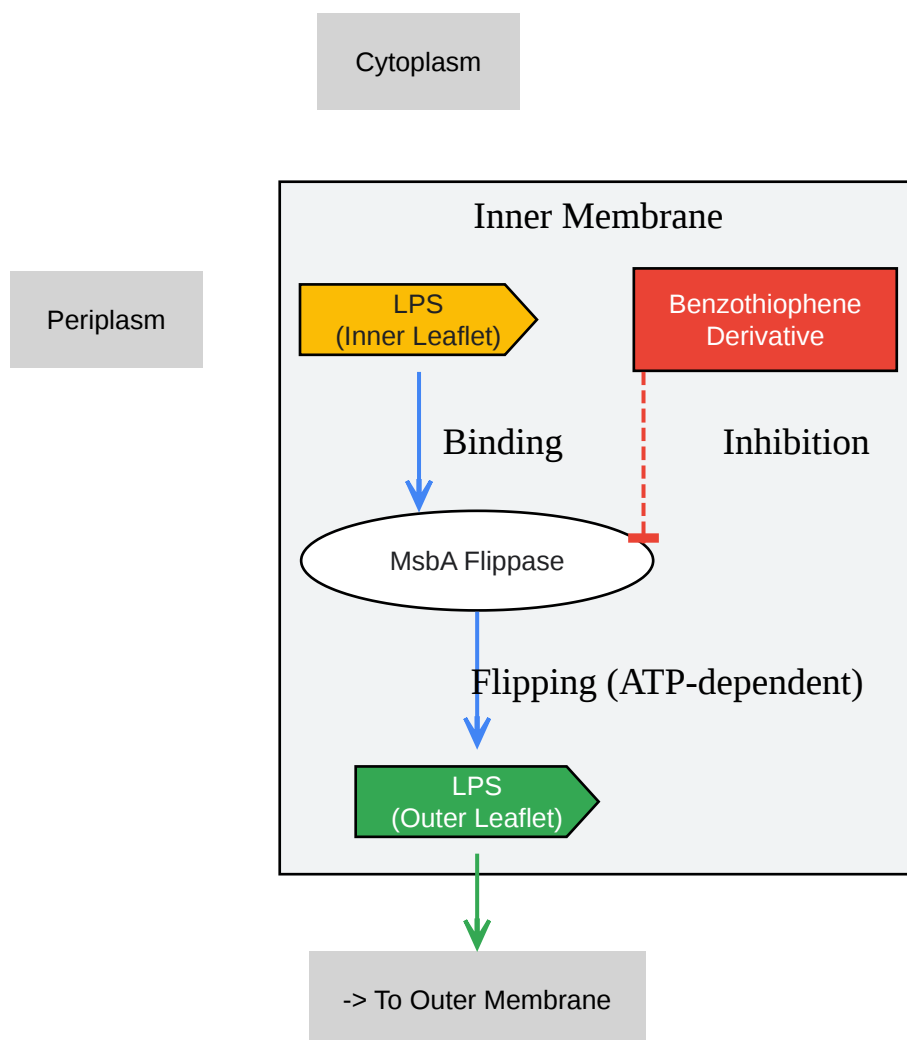 Cytoplasm
Inner Membrane
LPS
(Inner Leaflet)
Benzothiophene
Derivative
Periplasm
Binding
Inhibition
MsbA Flippase
Flipping (ATP-dependent)
LPS
(Outer Leaflet)
-> To Outer Membrane